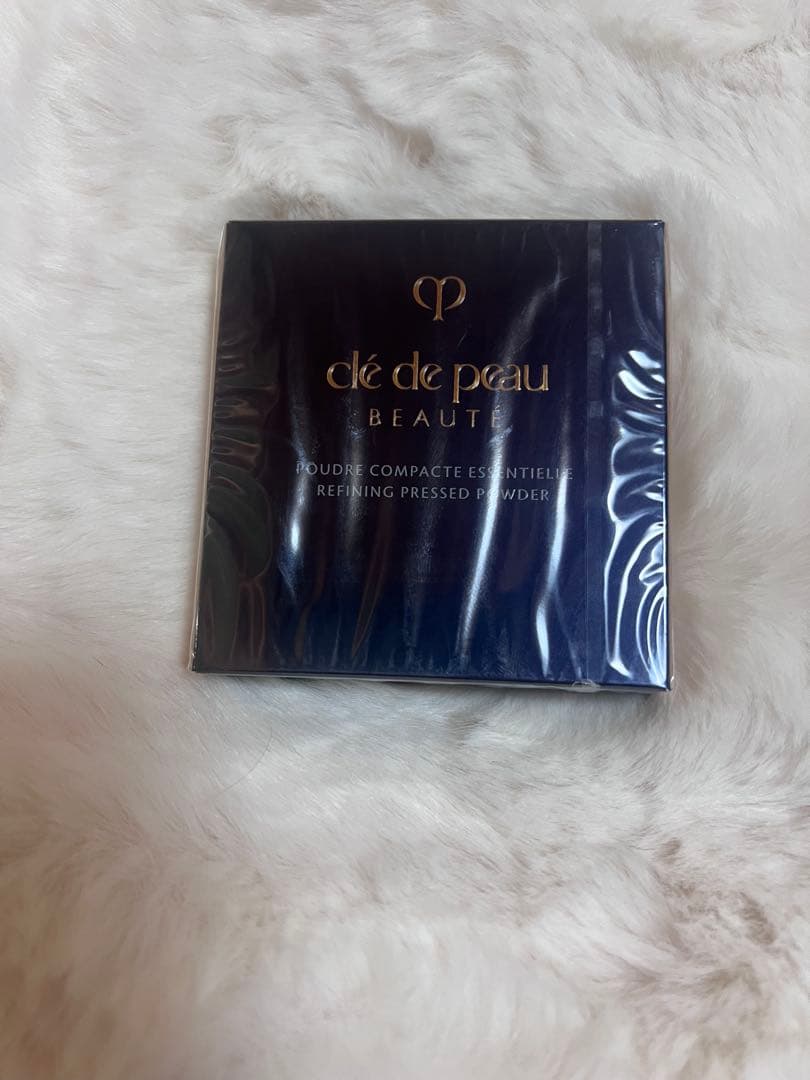 clé de peau
BEAUTÉ
POUDRE COMPACTE ESSENTIELLE
REFINING PRESSED POWDER